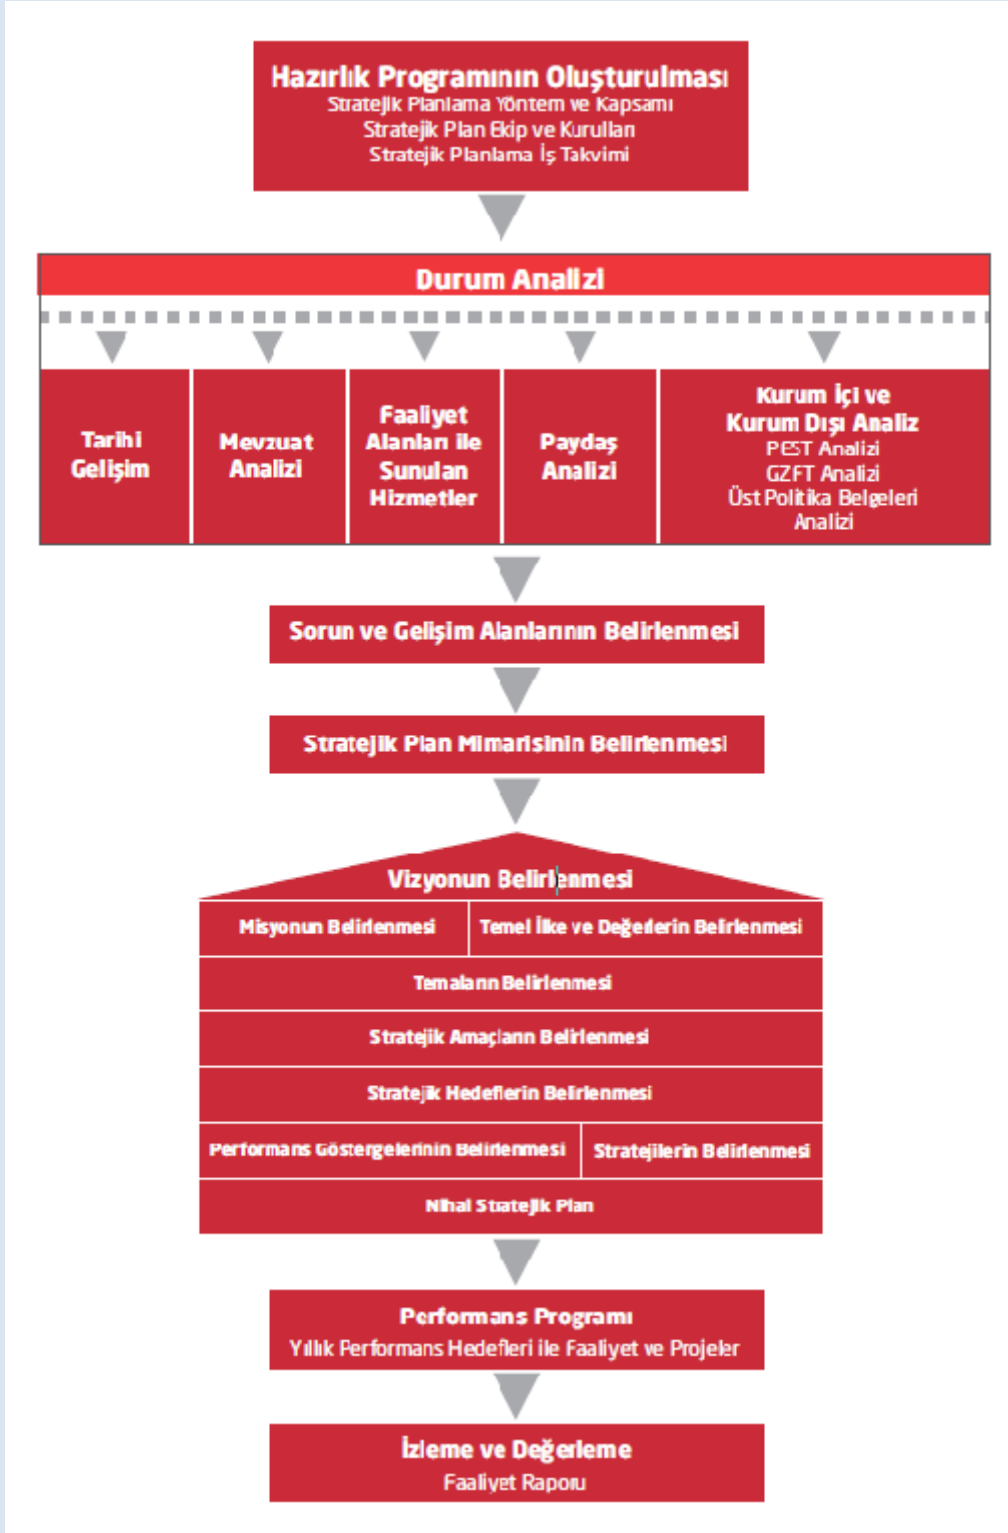 Hazırlık Programının Oluşturulması
Stratejik Planlama Yöntem ve Kapsamı
Stratejik Plan Ekip ve Kurulları
Stratejik Planlama İş Takvimi
Durum Analizi
Tarihi
Gelişim
Mevzuat
Analizi
Faaliyet
Alanları ile
Sunulan
Hizmetler
Paydaş
Analizi
Kurum İçi ve
Kurum Dışı Analiz
PEST Analizi
GZFT Analizi
Üst Politika Belgeleri
Analizi
Sorun ve Gelişim Alanlarının Belirlenmesi
Stratejik Plan Mimarisinin Belirlenmesi
Vizyonun Belirlenmesi
Misyonun Belirlenmesi
Temel İlke ve Değerlerin Belirlenmesi
Temaların Belirlenmesi
Stratejik Amaçların Belirlenmesi
Stratejik Hedeflerin Belirlenmesi
Performans Göstergelerinin Belirlenmesi
Stratejilerin Belirlenmesi
Nihai Stratejik Plan
Performans Programı
Yıllık Performans Hedefleri ile Faaliyet ve Projeler
İzleme ve Değerleme
Faaliyet Raporu